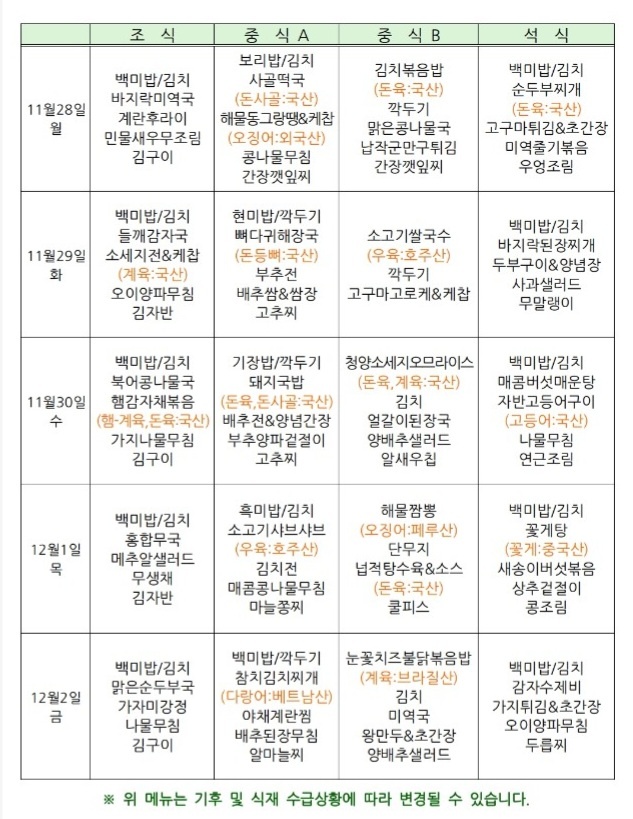 조 식
중 식 A
중 식 B
석 식
11월28일
월
백미밥/김치
바지락미역국
계란후라이
민물새우무조림
김구이
보리밥/김치
사골떡국
(돈사골:국산)
해물동그랑땡&케찹
(오징어:외국산)
콩나물무침
간장깻잎찌
김치볶음밥
(돈육:국산)
깍두기
맑은콩나물국
납작군만구튀김
간장깻잎찌
백미밥/김치
순두부찌개
(돈육:국산)
고구마튀김&초간장
미역줄기볶음
우엉조림
11월29일
화
백미밥/김치
들깨감자국
소세지전&케찹
(계육:국산)
오이양파무침
김자반
현미밥/깍두기
뼈다귀해장국
(돈등뼈:국산)
부추전
배추쌈&쌈장
고추찌
소고기쌀국수
(우육:호주산)
깍두기
고구마고로케&케찹
백미밥/김치
바지락된장찌개
두부구이&양념장
사과샐러드
무말랭이
11월30일
수
백미밥/김치
북어콩나물국
햄감자채볶음
(햄-계육,돈육:국산)
가지나물무침
김구이
기장밥/깍두기
돼지국밥
(돈육,돈사골:국산)
배추전&양념간장
부추양파겉절이
고추찌
청양소세지오므라이스
(돈육,계육:국산)
김치
얼갈이된장국
양배추샐러드
알새우칩
백미밥/김치
매콤버섯매운탕
자반고등어구이
(고등어:국산)
나물무침
연근조림
12월1일
목
백미밥/김치
홍합무국
메추알샐러드
무생채
김자반
흑미밥/김치
소고기샤브샤브
(우육:호주산)
김치전
매콤콩나물무침
마늘쫑찌
해물짬뽕
(오징어:페루산)
단무지
넙적탕수육&소스
(돈육:국산)
쿨피스
백미밥/김치
꽃게탕
(꽃게:중국산)
새송이버섯볶음
상추겉절이
콩조림
12월2일
금
백미밥/김치
맑은순두부국
가자미강정
나물무침
김구이
백미밥/깍두기
참치김치찌개
(다랑어:베트남산)
야채계란찜
배추된장무침
알마늘찌
눈꽃치즈불닭볶음밥
(계육:브라질산)
김치
미역국
왕만두&초간장
양배추샐러드
백미밥/김치
감자수제비
가지튀김&초간장
오이양파무침
두릅찌
※ 위 메뉴는 기후 및 식재 수급상황에 따라 변경될 수 있습니다.